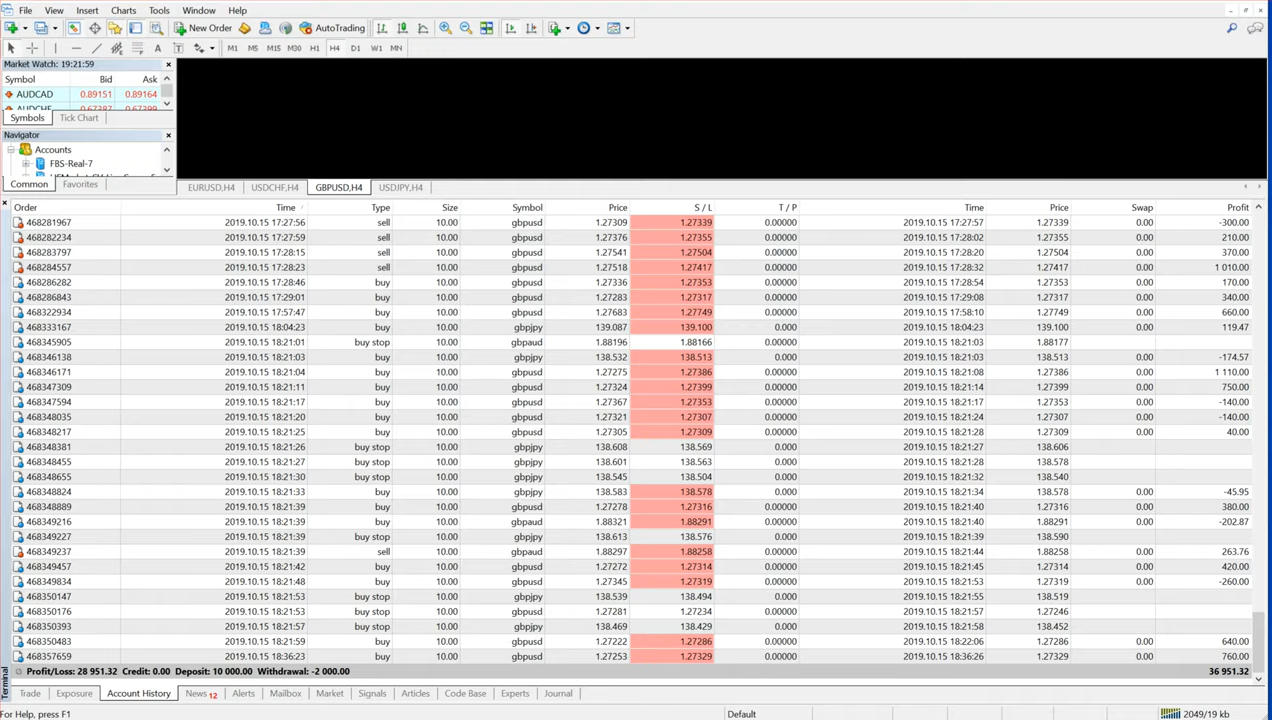 File View Insert Charts Tools Window Help
New Order AutoTrading
A T M1 M5 M15 M30 H1 H4 D1 W1 MN
Market Watch: 19:21:59
Symbol Bid Ask
AUDCAD 0.89151 0.89164
Symbols Tick Chart
Navigator
Accounts
FBS-Real-7
Common Favorites
EURUSD,H4 USDCHF,H4 GBPUSD,H4 USDJPY,H4
Order Time / Type Size Symbol Price S / L T / P Time Price Swap Profit
468281967 2019.10.15 17:27:56 sell 10.00 gbpusd 1.27309 1.27339 0.00000 2019.10.15 17:27:57 1.27339 0.00 -300.00
468282234 2019.10.15 17:27:59 sell 10.00 gbpusd 1.27376 1.27355 0.00000 2019.10.15 17:28:02 1.27355 0.00 210.00
468283797 2019.10.15 17:28:15 sell 10.00 gbpusd 1.27541 1.27504 0.00000 2019.10.15 17:28:20 1.27504 0.00 370.00
468284557 2019.10.15 17:28:23 sell 10.00 gbpusd 1.27518 1.27417 0.00000 2019.10.15 17:28:32 1.27417 0.00 1 010.00
468286282 2019.10.15 17:28:46 buy 10.00 gbpusd 1.27336 1.27353 0.00000 2019.10.15 17:28:54 1.27353 0.00 170.00
468286843 2019.10.15 17:29:01 buy 10.00 gbpusd 1.27283 1.27317 0.00000 2019.10.15 17:29:08 1.27317 0.00 340.00
468322934 2019.10.15 17:57:47 buy 10.00 gbpusd 1.27683 1.27749 0.00000 2019.10.15 17:58:10 1.27749 0.00 660.00
468333167 2019.10.15 18:04:23 buy 10.00 gbpjpy 139.087 139.100 0.000 2019.10.15 18:04:23 139.100 0.00 119.47
468345905 2019.10.15 18:21:01 buy stop 10.00 gbpaud 1.88196 1.88166 0.00000 2019.10.15 18:21:03 1.88177
468346138 2019.10.15 18:21:03 buy 10.00 gbpjpy 138.532 138.513 0.000 2019.10.15 18:21:03 138.513 0.00 -174.57
468346171 2019.10.15 18:21:04 buy 10.00 gbpusd 1.27275 1.27386 0.00000 2019.10.15 18:21:08 1.27386 0.00 1 110.00
468347309 2019.10.15 18:21:11 buy 10.00 gbpusd 1.27324 1.27399 0.00000 2019.10.15 18:21:14 1.27399 0.00 750.00
468347594 2019.10.15 18:21:17 buy 10.00 gbpusd 1.27367 1.27353 0.00000 2019.10.15 18:21:17 1.27353 0.00 -140.00
468348035 2019.10.15 18:21:20 buy 10.00 gbpusd 1.27321 1.27307 0.00000 2019.10.15 18:21:24 1.27307 0.00 -140.00
468348217 2019.10.15 18:21:25 buy 10.00 gbpusd 1.27305 1.27309 0.00000 2019.10.15 18:21:28 1.27309 0.00 40.00
468348381 2019.10.15 18:21:26 buy stop 10.00 gbpjpy 138.608 138.569 0.000 2019.10.15 18:21:27 138.606
468348455 2019.10.15 18:21:27 buy stop 10.00 gbpjpy 138.601 138.563 0.000 2019.10.15 18:21:28 138.578
468348655 2019.10.15 18:21:30 buy stop 10.00 gbpjpy 138.545 138.504 0.000 2019.10.15 18:21:32 138.540
468348824 2019.10.15 18:21:33 buy 10.00 gbpjpy 138.583 138.578 0.000 2019.10.15 18:21:34 138.578 0.00 -45.95
468348889 2019.10.15 18:21:39 buy 10.00 gbpusd 1.27278 1.27316 0.00000 2019.10.15 18:21:40 1.27316 0.00 380.00
468349216 2019.10.15 18:21:39 buy 10.00 gbpaud 1.88321 1.88291 0.00000 2019.10.15 18:21:40 1.88291 0.00 -202.87
468349227 2019.10.15 18:21:39 buy stop 10.00 gbpjpy 138.613 138.576 0.000 2019.10.15 18:21:39 138.590
468349237 2019.10.15 18:21:39 sell 10.00 gbpaud 1.88297 1.88258 0.00000 2019.10.15 18:21:44 1.88258 0.00 263.76
468349457 2019.10.15 18:21:42 buy 10.00 gbpusd 1.27272 1.27314 0.00000 2019.10.15 18:21:45 1.27314 0.00 420.00
468349834 2019.10.15 18:21:48 buy 10.00 gbpusd 1.27345 1.27319 0.00000 2019.10.15 18:21:53 1.27319 0.00 -260.00
468350147 2019.10.15 18:21:53 buy stop 10.00 gbpjpy 138.539 138.494 0.000 2019.10.15 18:21:55 138.519
468350176 2019.10.15 18:21:53 buy stop 10.00 gbpusd 1.27281 1.27234 0.00000 2019.10.15 18:21:57 1.27246
468350393 2019.10.15 18:21:57 buy stop 10.00 gbpjpy 138.469 138.429 0.000 2019.10.15 18:21:58 138.452
468350483 2019.10.15 18:21:59 buy 10.00 gbpusd 1.27222 1.27286 0.00000 2019.10.15 18:22:06 1.27286 0.00 640.00
468357659 2019.10.15 18:36:23 buy 10.00 gbpusd 1.27253 1.27329 0.00000 2019.10.15 18:36:26 1.27329 0.00 760.00
Profit/Loss: 28 951.32 Credit: 0.00 Deposit: 10 000.00 Withdrawal: -2 000.00 36 951.32
Terminal
Trade Exposure Account History News 12 Alerts Mailbox Market Signals Articles Code Base Experts Journal
For Help, press F1 Default 2049/19 kb